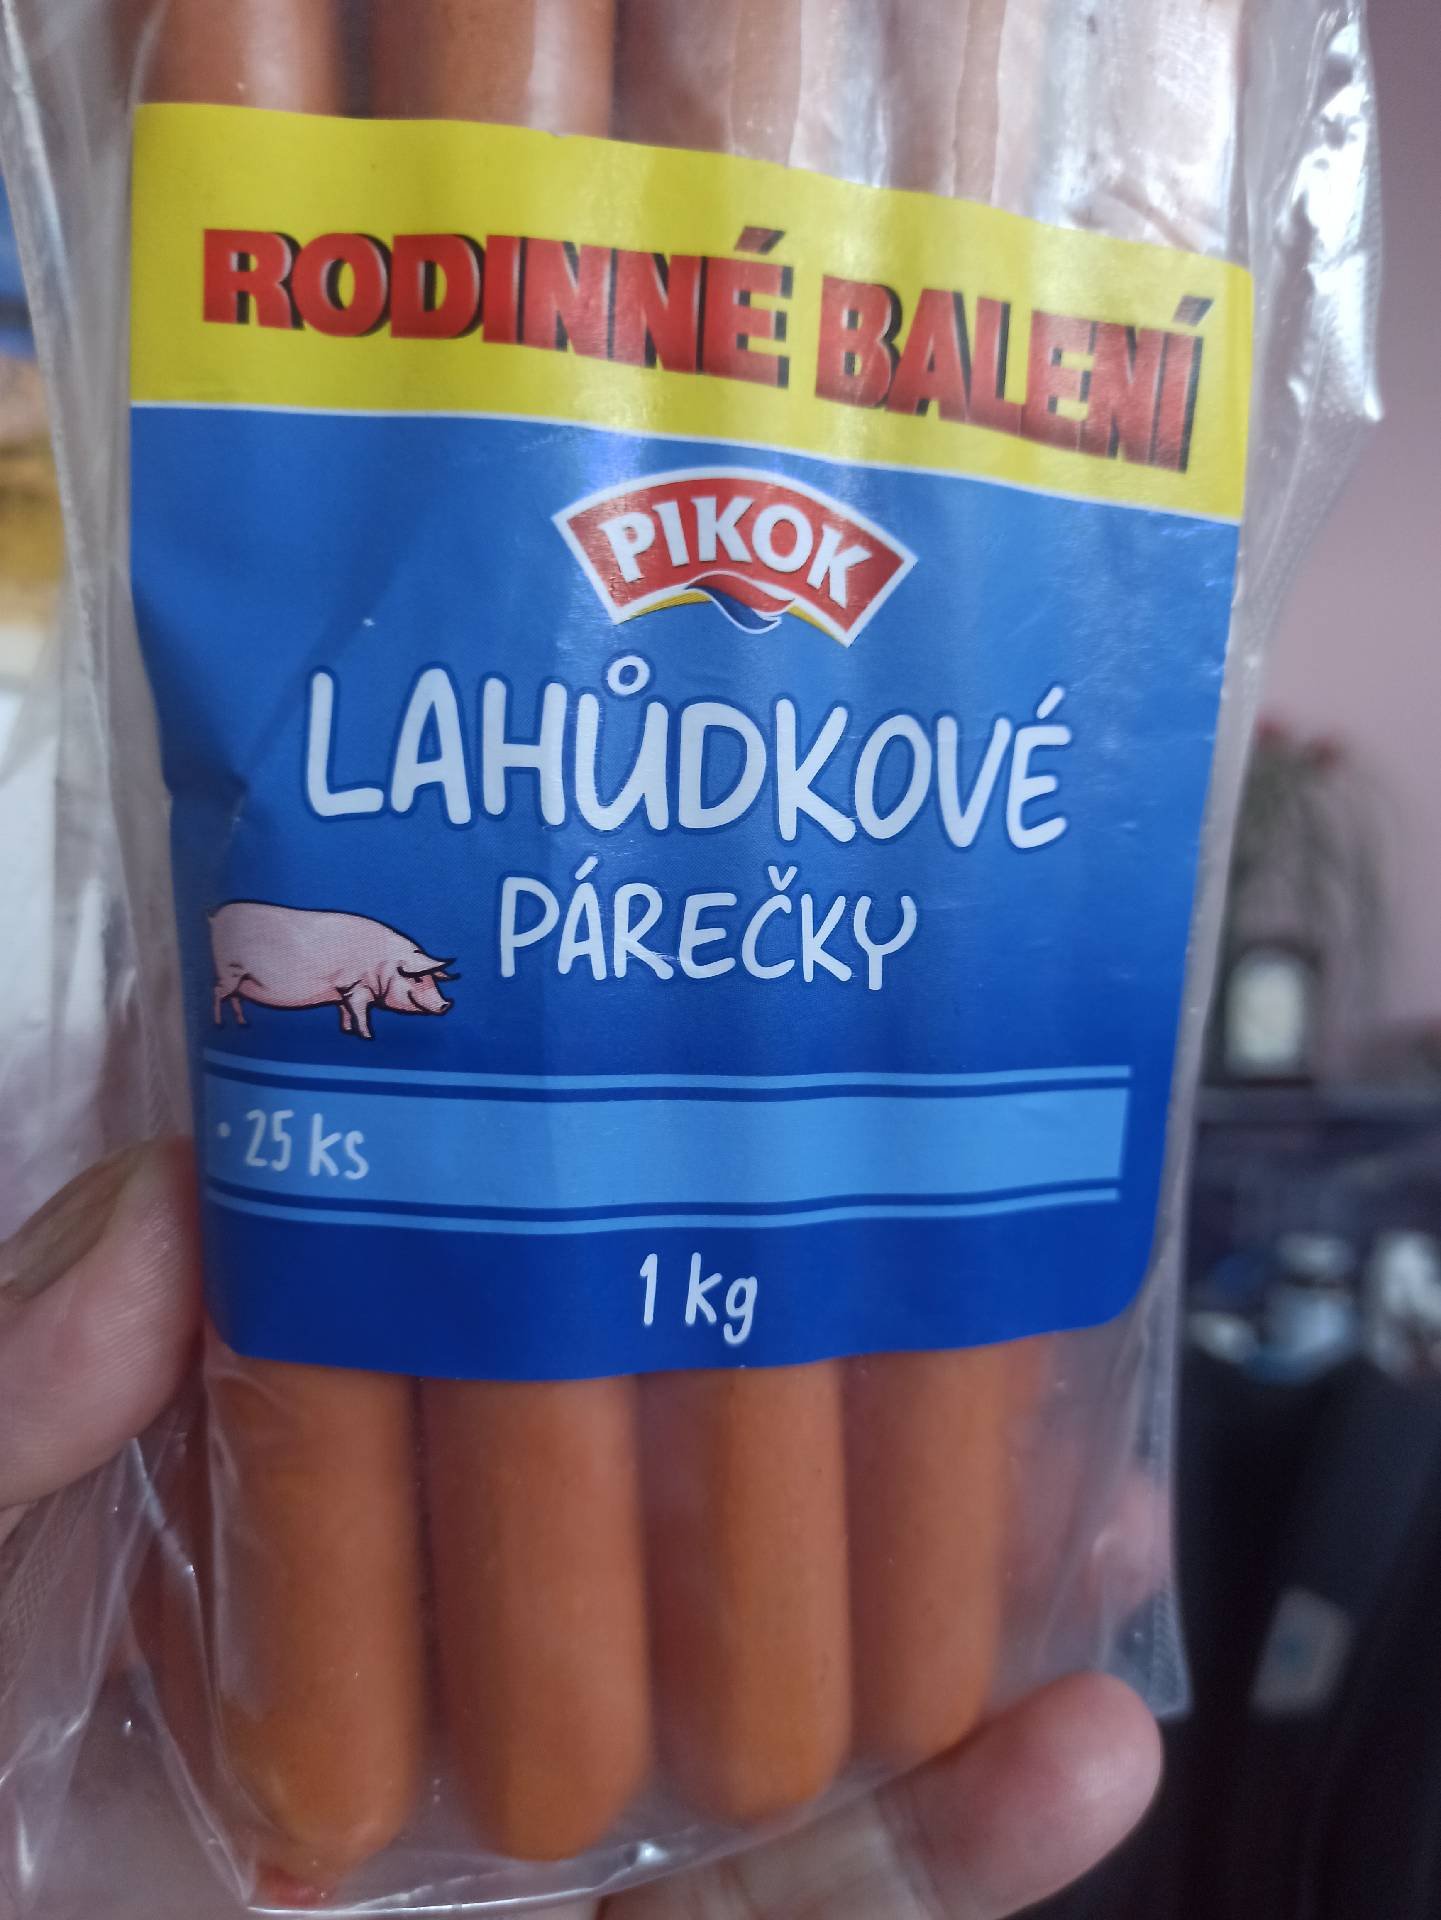 RODINNÉ BALENÍ
PIKOK
LAHŮDKOVÉ
PÁREČKY
• 25 ks
1 kg